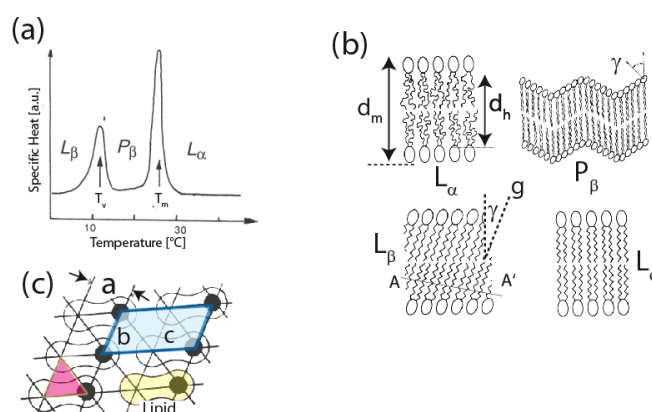 (a)
Specific Heat [a.u.]
Lβ
Pβ
Lα
Tv
Tm
10
30
Temperature [°C]
(b)
dm
dh
γ
Lα
Pβ
g
γ
Lβ
A
A'
(c)
a
b
c
Lipid